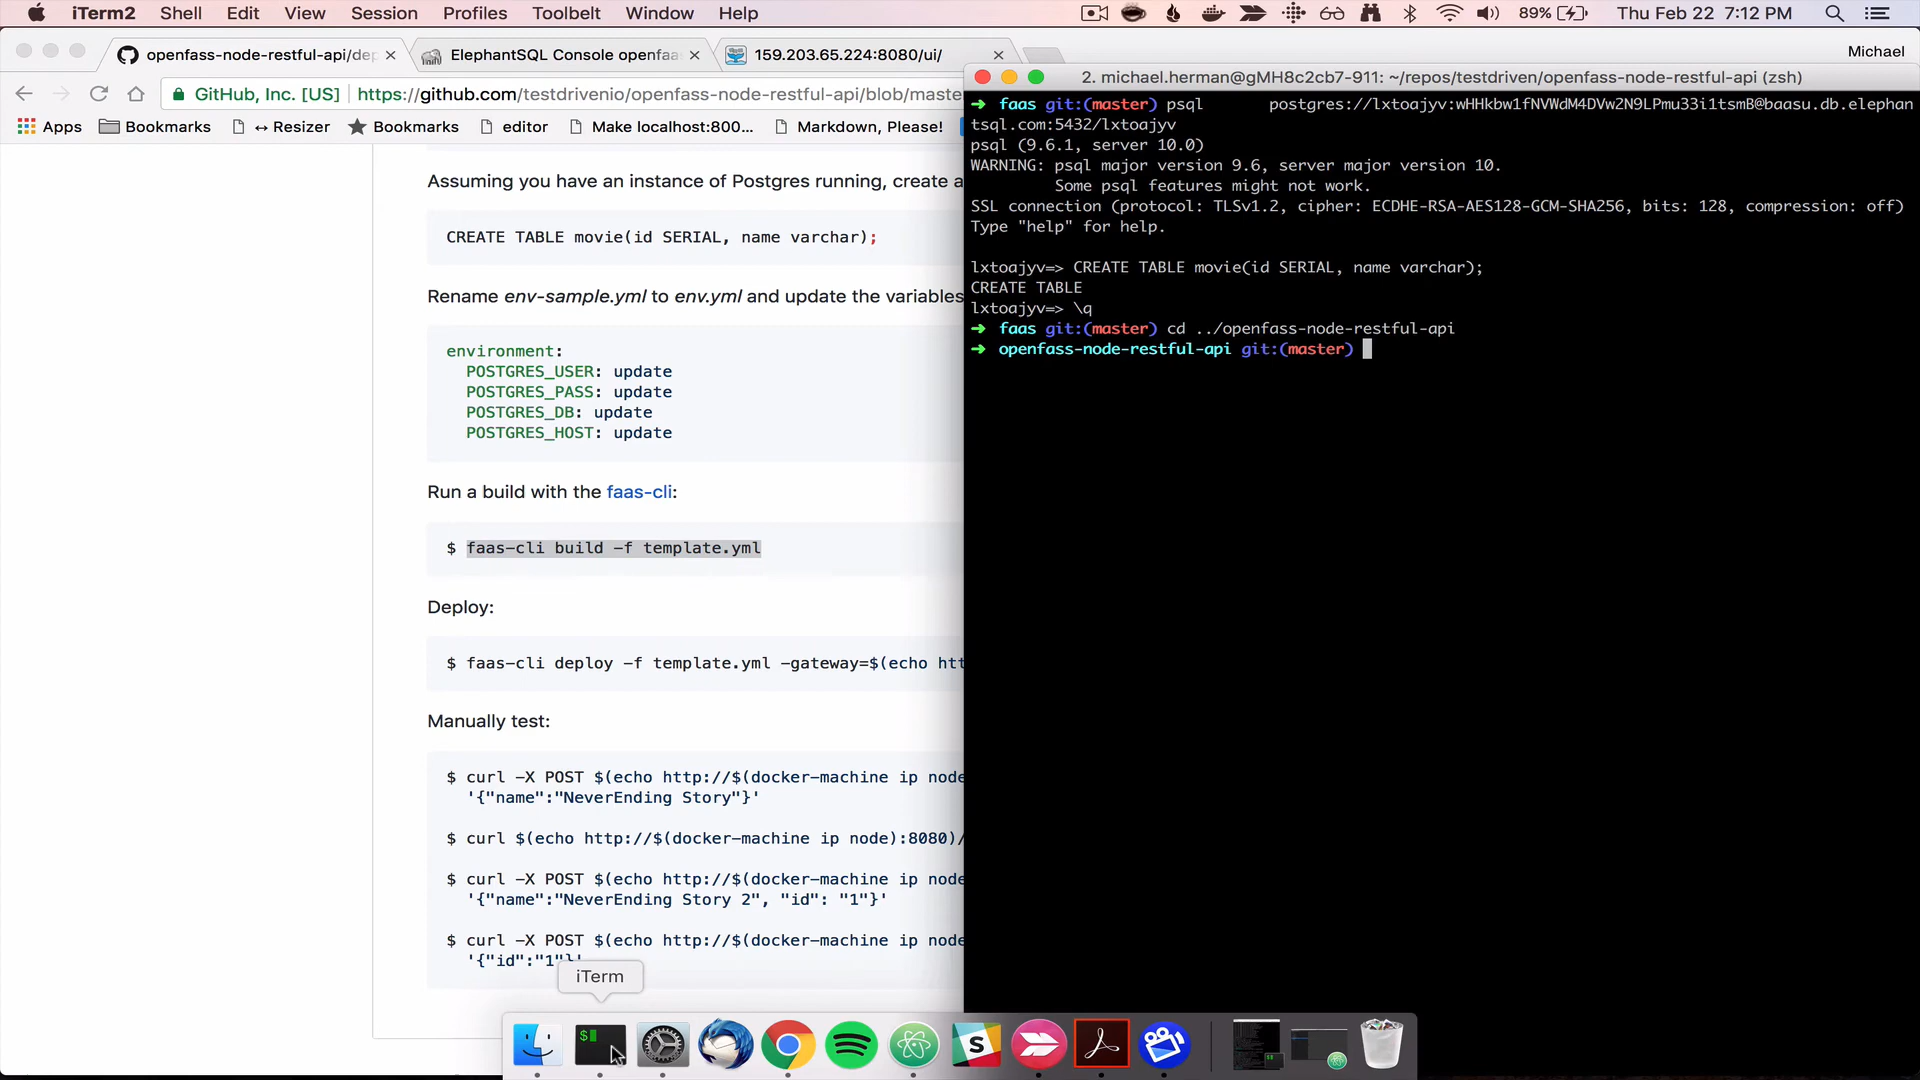 iTerm2 Shell Edit View Session Profiles Toolbelt Window Help 89% Thu Feb 22 7:12 PM
openfass-node-restful-api/dep ElephantSQL Console openfaa 159.203.65.224:8080/ui/ Michael
GitHub, Inc. [US] https://github.com/testdrivenio/openfass-node-restful-api/blob/maste
Apps Bookmarks ↔ Resizer Bookmarks editor Make localhost:800... Markdown, Please!
Assuming you have an instance of Postgres running, create a
CREATE TABLE movie(id SERIAL, name varchar);
Rename env-sample.yml to env.yml and update the variables
environment:
POSTGRES_USER: update
POSTGRES_PASS: update
POSTGRES_DB: update
POSTGRES_HOST: update
Run a build with the faas-cli:
$ faas-cli build -f template.yml
Deploy:
$ faas-cli deploy -f template.yml -gateway=$(echo htt
Manually test:
$ curl -X POST $(echo http://$(docker-machine ip node
'{"name":"NeverEnding Story"}'
$ curl $(echo http://$(docker-machine ip node):8080)/
$ curl -X POST $(echo http://$(docker-machine ip node
'{"name":"NeverEnding Story 2", "id": "1"}'
$ curl -X POST $(echo http://$(docker-machine ip node
'{"id":"1"}'
iTerm
2. michael.herman@gMH8c2cb7-911: ~/repos/testdriven/openfass-node-restful-api (zsh)
➜ faas git:(master) psql postgres://lxtoajyv:wHHkbw1fNVWdM4DVw2N9LPmu33i1tsmB@baasu.db.elephan
tsql.com:5432/lxtoajyv
psql (9.6.1, server 10.0)
WARNING: psql major version 9.6, server major version 10.
Some psql features might not work.
SSL connection (protocol: TLSv1.2, cipher: ECDHE-RSA-AES128-GCM-SHA256, bits: 128, compression: off)
Type "help" for help.
lxtoajyv=> CREATE TABLE movie(id SERIAL, name varchar);
CREATE TABLE
lxtoajyv=> \q
➜ faas git:(master) cd ../openfass-node-restful-api
➜ openfass-node-restful-api git:(master)